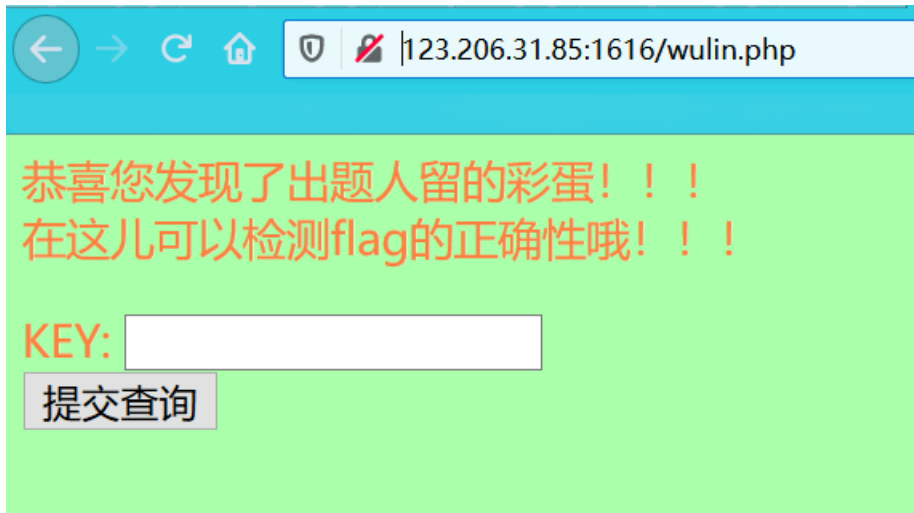 123.206.31.85:1616/wulin.php
恭喜您发现了出题人留的彩蛋！！！
在这儿可以检测flag的正确性哦！！！
KEY:
提交查询